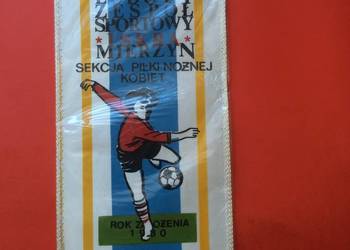 ZESPÓŁ
SPORTOWY
MIERZYN
SEKCJA PIŁKI NOŻNEJ
KOBIET
ROK ZAŁOŻENIA